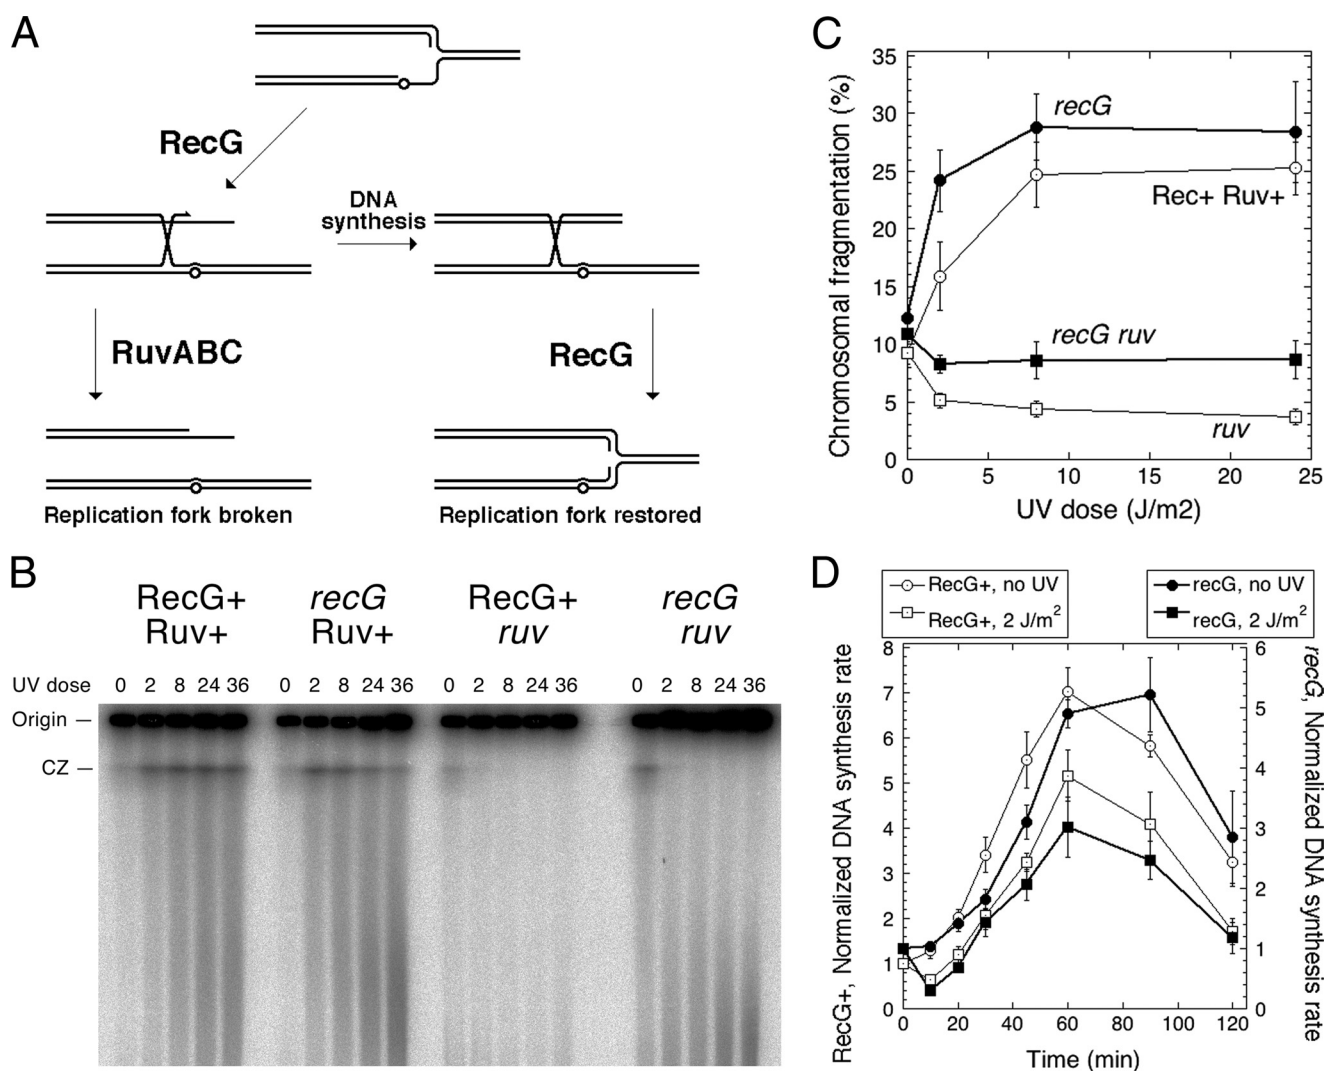 A
RecG
DNA
synthesis
RuvABC
RecG
Replication fork broken
Replication fork restored
B
RecG+
Ruv+
recG
Ruv+
RecG+
ruv
recG
ruv
UV dose 0 2 8 24 36 0 2 8 24 36 0 2 8 24 36 0 2 8 24 36
Origin –
CZ –
C
Chromosomal fragmentation (%)
35
30
25
20
15
10
5
0
recG
Rec+ Ruv+
recG ruv
ruv
0 5 10 15 20 25
UV dose (J/m2)
D
RecG+, no UV
RecG+, 2 J/m²
recG, no UV
recG, 2 J/m²
RecG+, Normalized DNA synthesis rate
8
7
6
5
4
3
2
1
0
6
5
4
3
2
1
0
recG, Normalized DNA synthesis rate
0 20 40 60 80 100 120
Time (min)